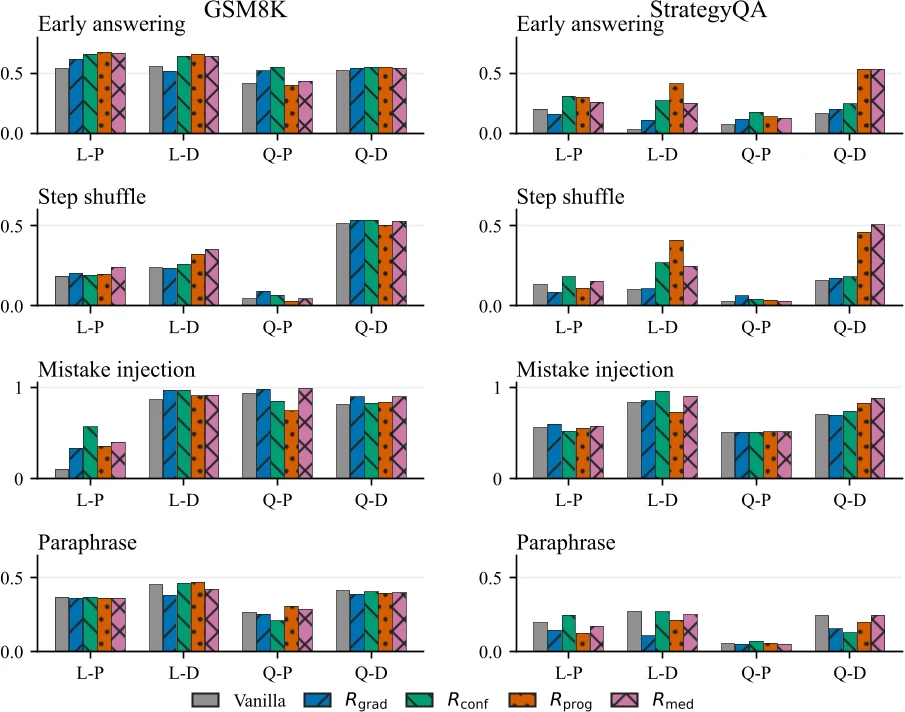 GSM8K
StrategyQA
Early answering
Early answering
0.5
0.0
0.0
0.5
L-P L-D Q-P Q-D
L-P L-D Q-P Q-D
Step shuffle
Step shuffle
0.5
0.0
0.5
0.0
L-P L-D Q-P Q-D
L-P L-D Q-P Q-D
Mistake injection
Mistake injection
1
0
1
0
L-P L-D Q-P Q-D
L-P L-D Q-P Q-D
Paraphrase
Paraphrase
0.5
0.0
0.5
0.0
L-P L-D Q-P Q-D
L-P L-D Q-P Q-D
Vanilla Rgrad Rconf Rprog Rmed